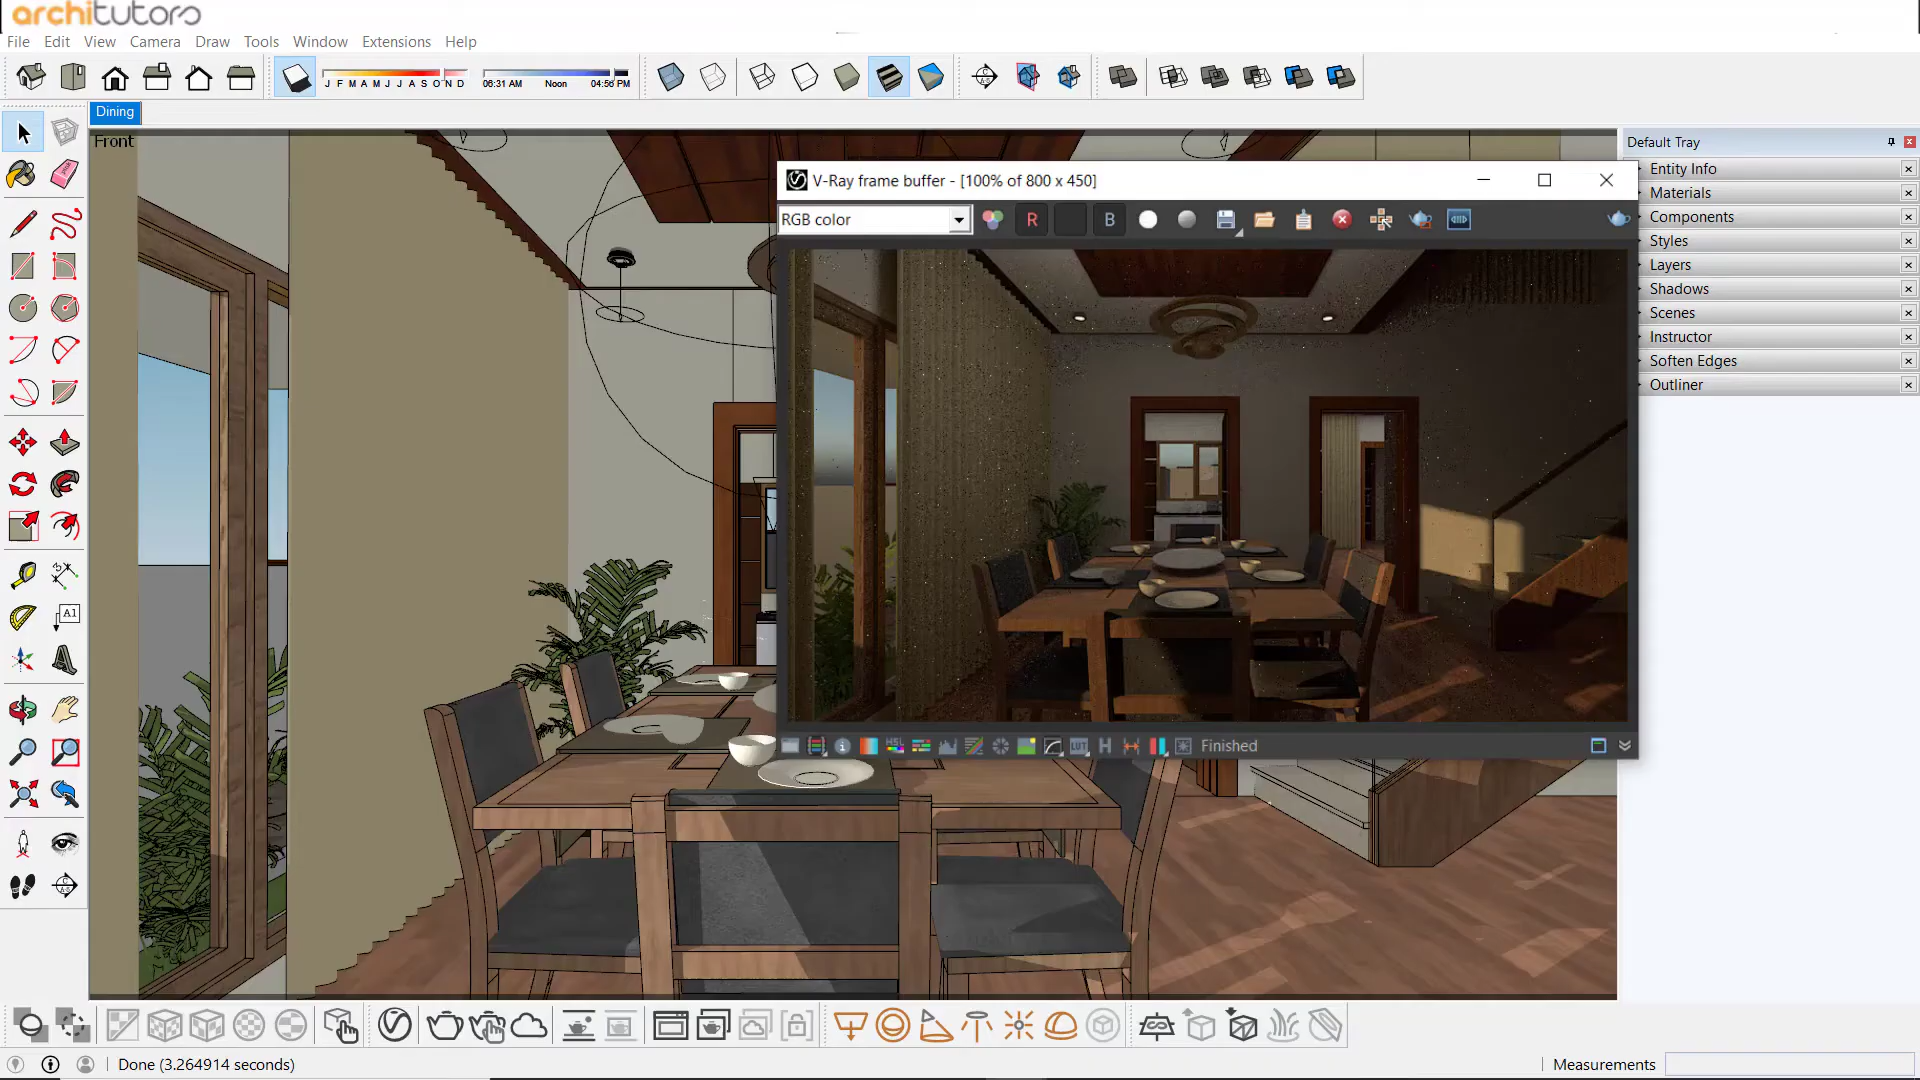 architutors
File Edit View Camera Draw Tools Window Extensions Help
J F M A M J J A S O N D 06:31 AM Noon 04:56 PM
Dining
Front
Default Tray
Entity Info
Materials
Components
Styles
Layers
Shadows
Scenes
Instructor
Soften Edges
Outliner
V-Ray frame buffer - [100% of 800 x 450]
RGB color
R
B
HSL
LUT
H
Finished
A1
Done (3.264914 seconds)
Measurements